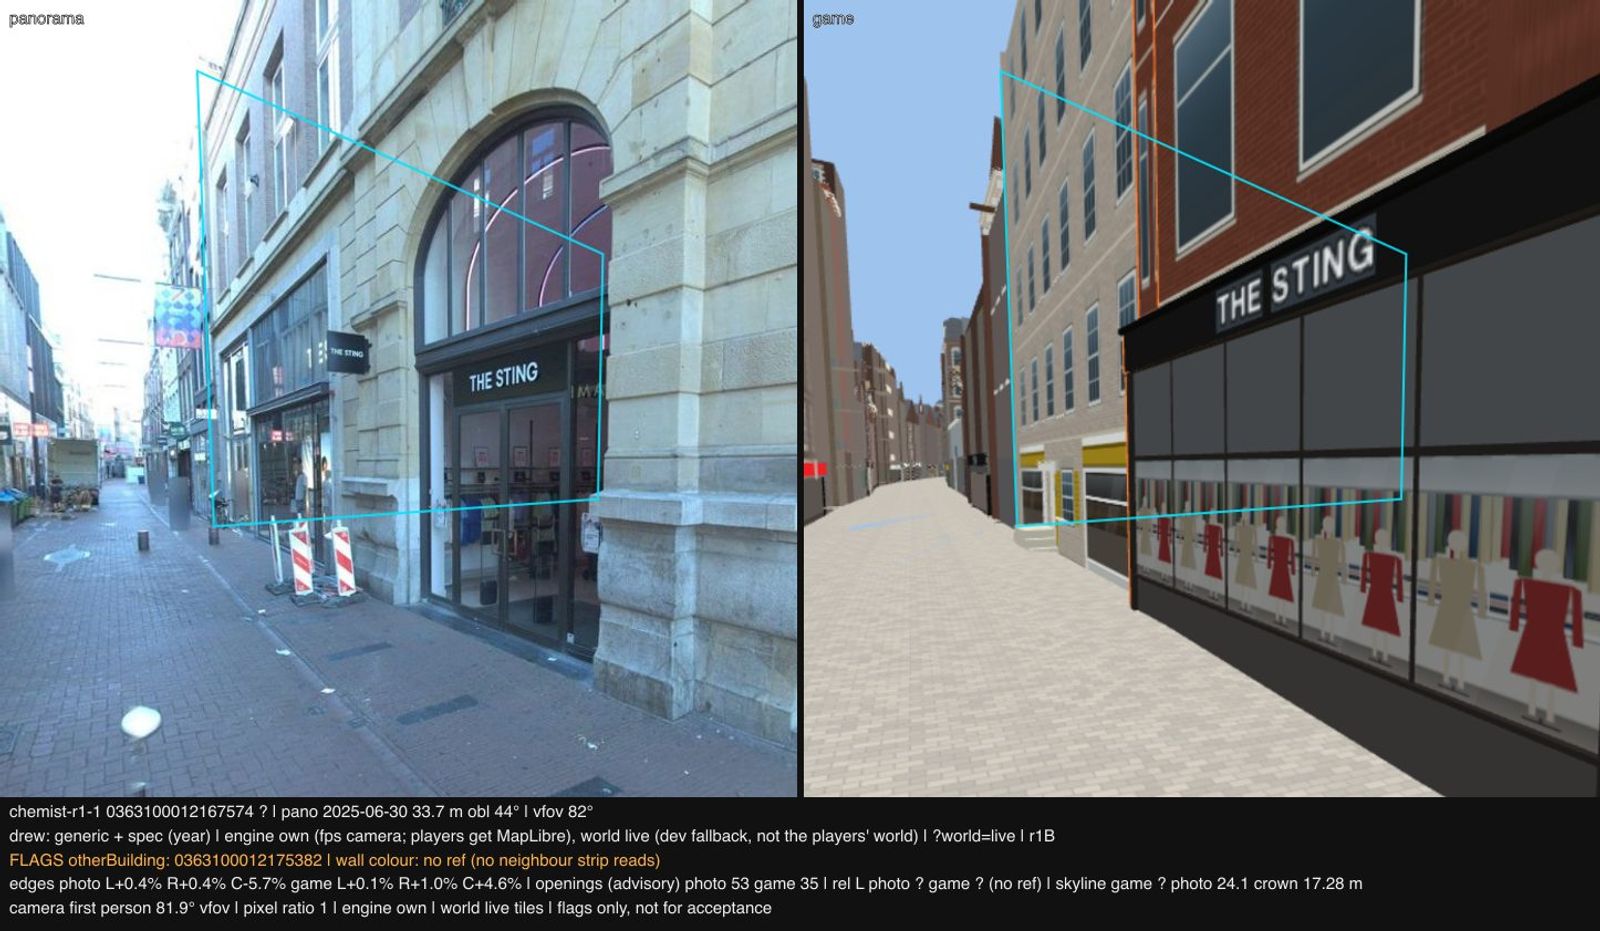 panorama
game
THE STING
THE STING
IMA
THE STING
chemist-r1-1 0363100012167574 ? | pano 2025-06-30 33.7 m obl 44° | vfov 82°
drew: generic + spec (year) | engine own (fps camera; players get MapLibre), world live (dev fallback, not the players' world) | ?world=live | r1B
FLAGS otherBuilding: 0363100012175382 | wall colour: no ref (no neighbour strip reads)
edges photo L+0.4% R+0.4% C-5.7% game L+0.1% R+1.0% C+4.6% | openings (advisory) photo 53 game 35 | rel L photo ? game ? (no ref) | skyline game ? photo 24.1 crown 17.28 m
camera first person 81.9° vfov | pixel ratio 1 | engine own | world live tiles | flags only, not for acceptance